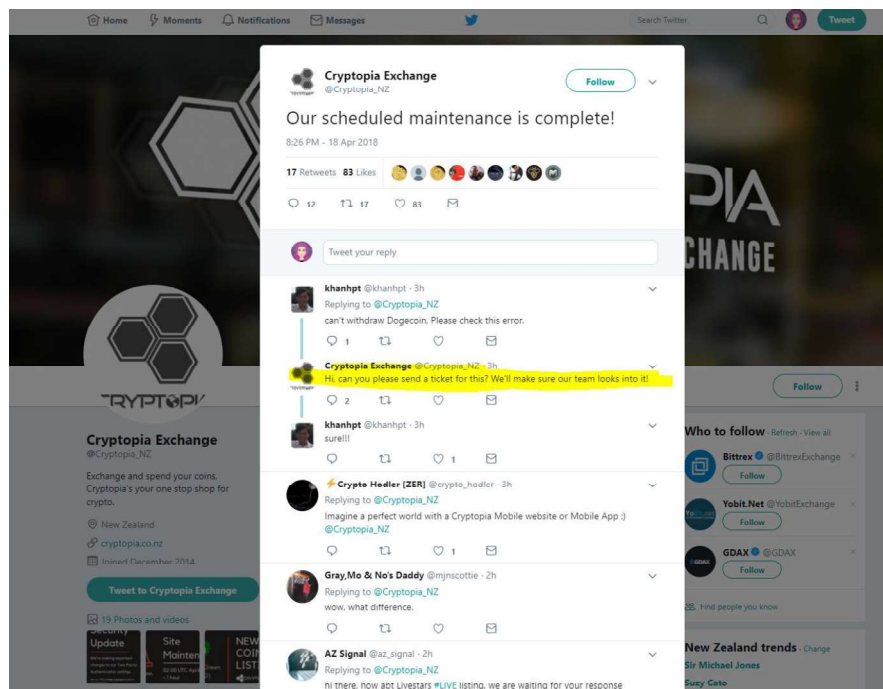 Home Moments Notifications Messages Search Twitter Tweet
Cryptopia Exchange
@Cryptopia_NZ
Follow
Our scheduled maintenance is complete!
8:26 PM - 18 Apr 2018
17 Retweets 83 Likes
12 17 83
Tweet your reply
khanhpt @khanhpt · 3h
Replying to @Cryptopia_NZ
can't withdraw Dogecoin, Please check this error.
1
Cryptopia Exchange @Cryptopia_NZ · 3h
Hi, can you please send a ticket for this? We'll make sure our team looks into it!
2
khanhpt @khanhpt · 3h
sure!!!
1
⚡Crypto Hodler [ZER] @crypto_hodler · 3h
Replying to @Cryptopia_NZ
Imagine a perfect world with a Cryptopia Mobile website or Mobile App :)
@Cryptopia_NZ
1
Gray,Mo & No's Daddy @mjnscottie · 2h
Replying to @Cryptopia_NZ
wow, what difference.
AZ Signal @az_signal · 2h
Replying to @Cryptopia_NZ
hi there, how abt Livestars #LIVE listing, we are waiting for your response
PIA
CHANGE
Cryptopia Exchange
@Cryptopia_NZ
Exchange and spend your coins,
Cryptopia's your one stop shop for
crypto.
New Zealand
cryptopia.co.nz
Joined December 2014
Tweet to Cryptopia Exchange
19 Photos and videos
Security
Update
Site
Mainten
NEW
COIN
LIST
Follow
Who to follow · Refresh · View all
Bittrex @BittrexExchange
Follow
Yobit.Net @YobitExchange
Follow
GDAX @GDAX
Follow
Find people you know
New Zealand trends · Change
Sir Michael Jones
Suzy Cato